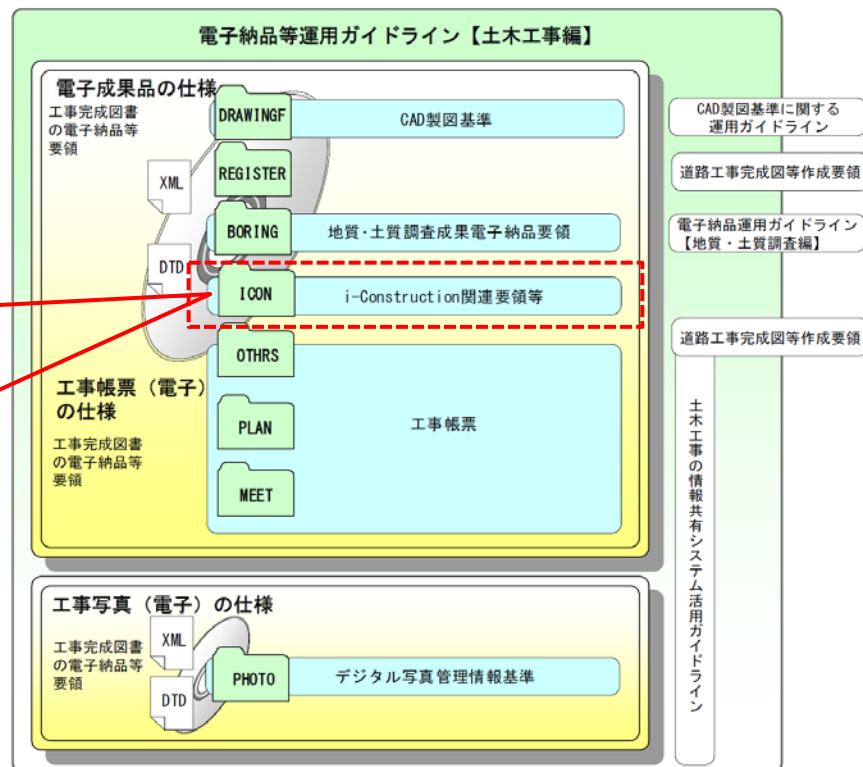 電子納品等運用ガイドライン【土木工事編】
電子成果品の仕様
工事完成図書
の電子納品等
要領
XML
DTD
DRAWINGF
CAD製図基準
REGISTER
BORING
地質・土質調査成果電子納品要領
ICON
i-Construction関連要領等
OTHRS
工事帳票（電子）
の仕様
工事完成図書
の電子納品等
要領
PLAN
工事帳票
MEET
工事写真（電子）の仕様
工事完成図書
の電子納品等
要領
XML
DTD
PHOTO
デジタル写真管理情報基準
CAD製図基準に関する
運用ガイドライン
道路工事完成図等作成要領
電子納品運用ガイドライン
【地質・土質調査編】
道路工事完成図等作成要領
土木工事の情報共有システム活用ガイドライン